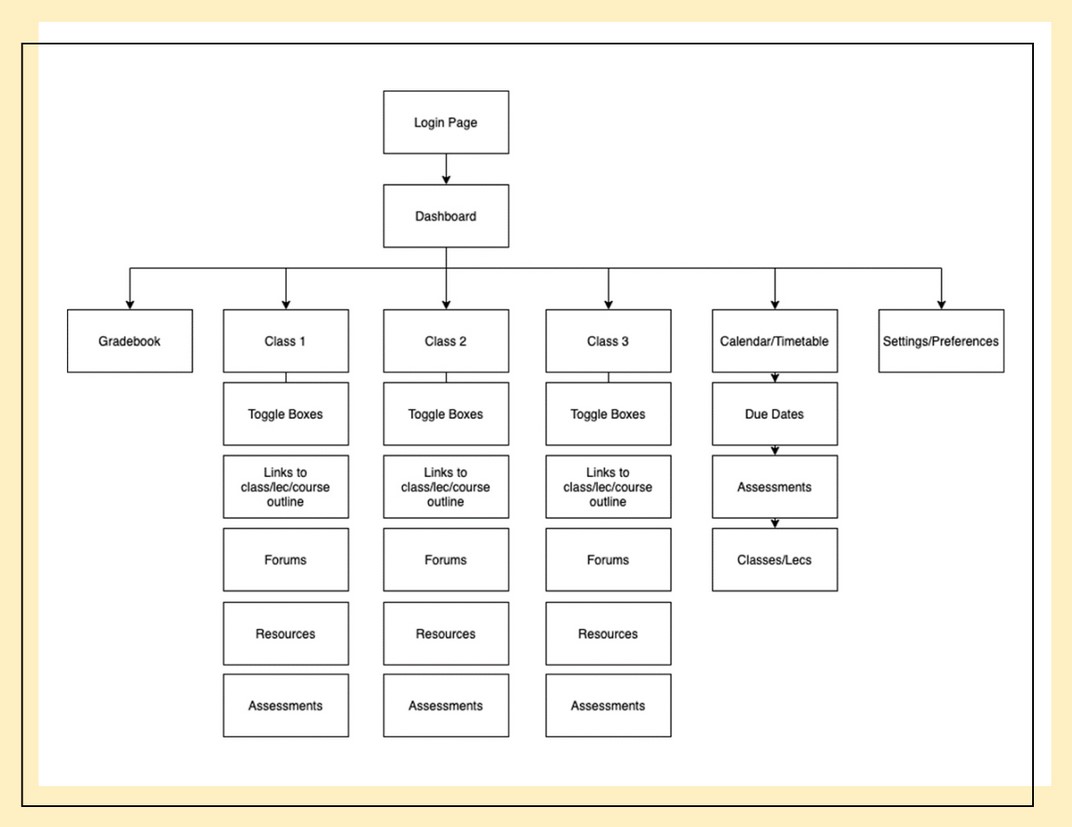 Login Page
Dashboard
Gradebook
Class 1
Class 2
Class 3
Calendar/Timetable
Settings/Preferences
Toggle Boxes
Toggle Boxes
Toggle Boxes
Due Dates
Links to
class/lec/course
outline
Links to
class/lec/course
outline
Links to
class/lec/course
outline
Assessments
Forums
Forums
Forums
Classes/Lecs
Resources
Resources
Resources
Assessments
Assessments
Assessments